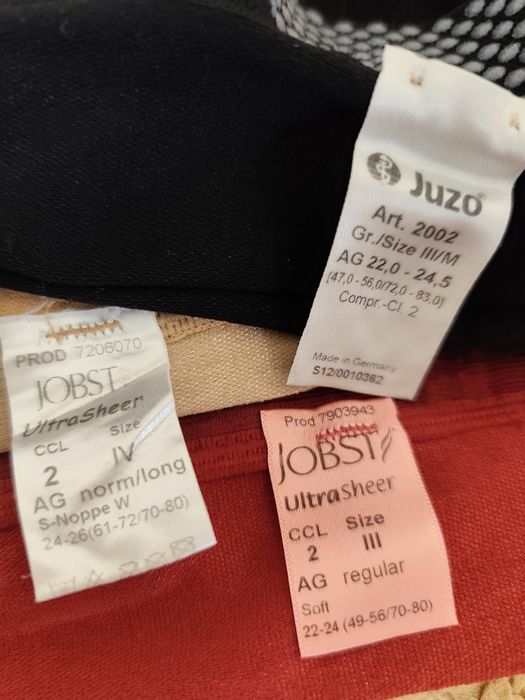 Juzo
Art. 2002
Gr./Size III/M
AG 22,0 - 24,5
(47,0 - 56,0/72,0 - 83,0)
Compr.-Cl. 2
Made in Germany
S12/0010362
PROD 7206070
JOBST
UltraSheer
CCL Size
2 IV
AG norm/long
S-Noppe W
24-26(61-72/70-80)
Prod 7903943
JOBST
UltraSheer
CCL Size
2 III
AG regular
Soft
22-24 (49-56/70-80)